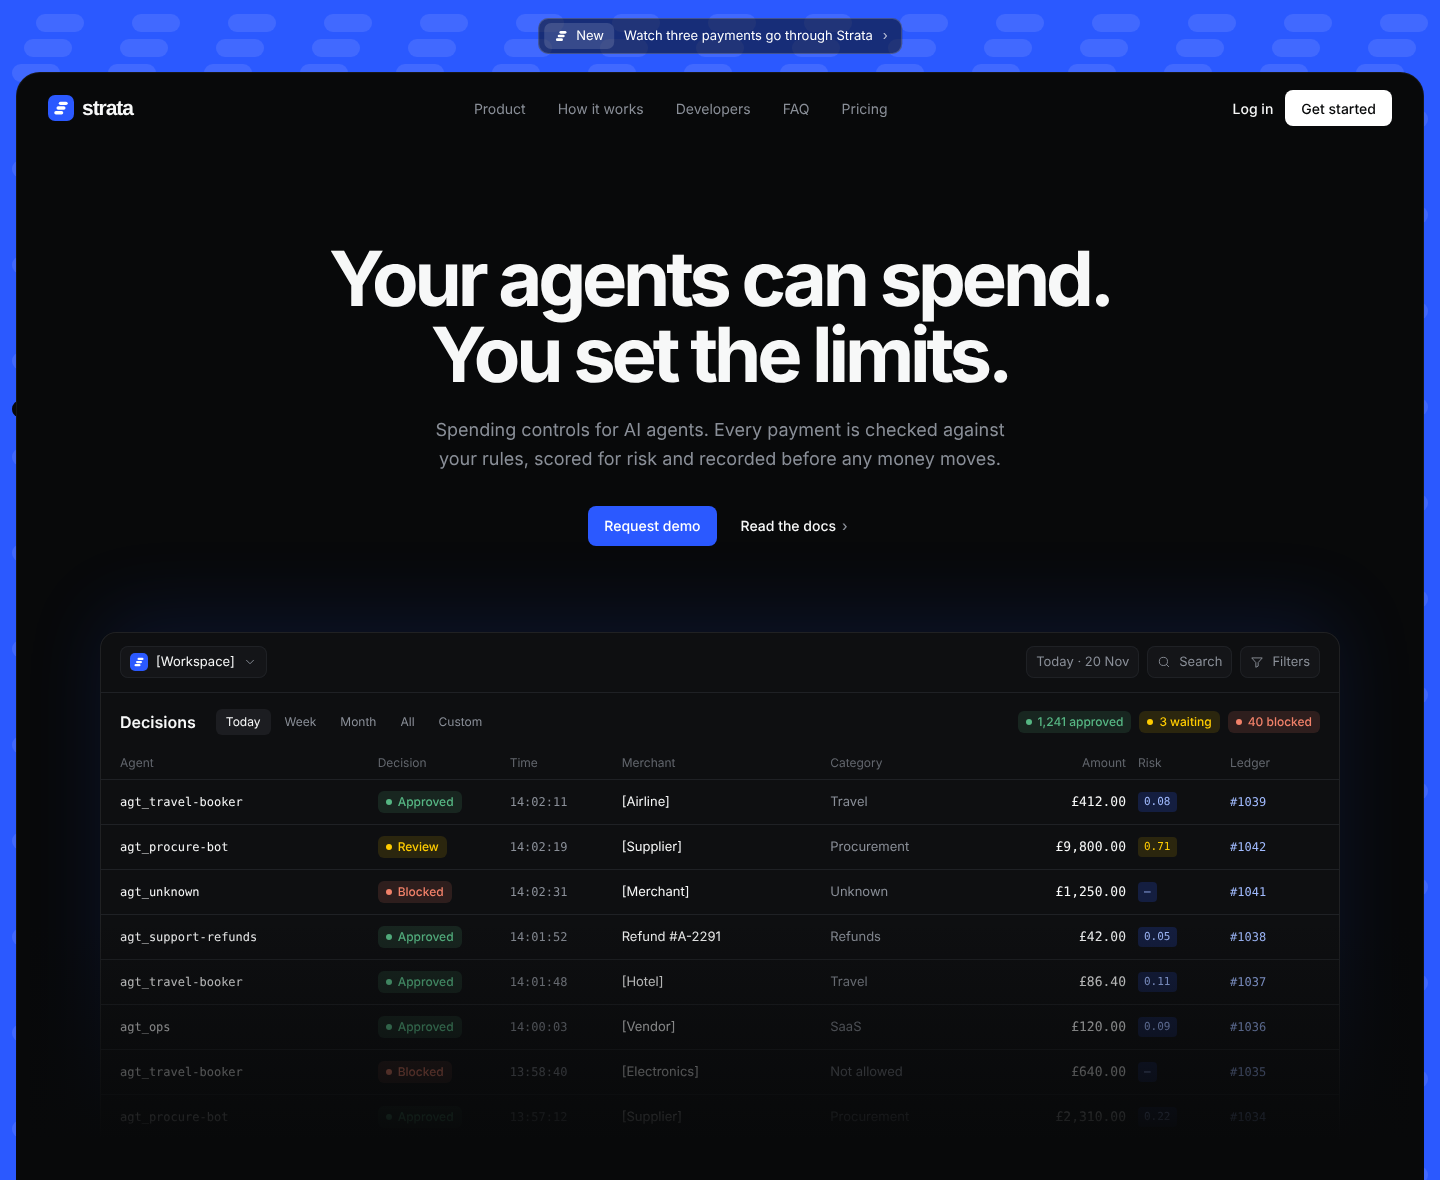 New Watch three payments go through Strata ›
strata Product How it works Developers FAQ Pricing Log in Get started
Your agents can spend.
You set the limits.
Spending controls for AI agents. Every payment is checked against
your rules, scored for risk and recorded before any money moves.
Request demo Read the docs ›
[Workspace] Today · 20 Nov Search Filters
Decisions Today Week Month All Custom 1,241 approved 3 waiting 40 blocked
Agent Decision Time Merchant Category Amount Risk Ledger
agt_travel-booker Approved 14:02:11 [Airline] Travel £412.00 0.08 #1039
agt_procure-bot Review 14:02:19 [Supplier] Procurement £9,800.00 0.71 #1042
agt_unknown Blocked 14:02:31 [Merchant] Unknown £1,250.00 — #1041
agt_support-refunds Approved 14:01:52 Refund #A-2291 Refunds £42.00 0.05 #1038
agt_travel-booker Approved 14:01:48 [Hotel] Travel £86.40 0.11 #1037
agt_ops Approved 14:00:03 [Vendor] SaaS £120.00 0.09 #1036
agt_travel-booker Blocked 13:58:40 [Electronics] Not allowed £640.00 — #1035
agt_procure-bot Approved 13:57:12 [Supplier] Procurement £2,310.00 0.22 #1034